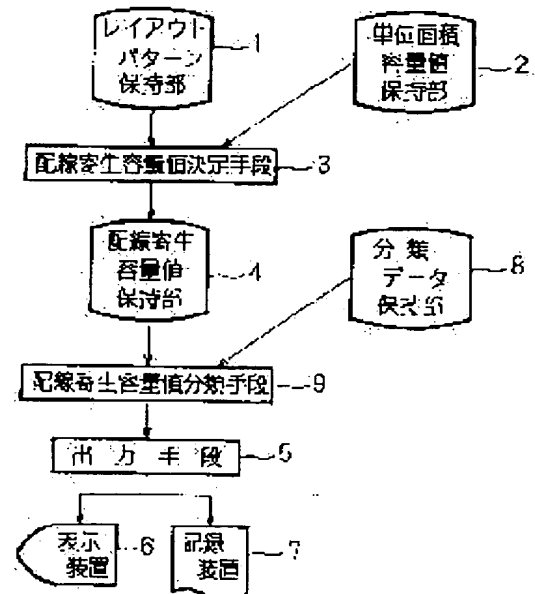 レイアウト
パターン
保持部
1
単位面積
容量値
保持部
2
配線寄生容量値決定手段
3
配線寄生
容量値
保持部
4
分類
データ
保持部
8
配線寄生容量値分類手段
9
出力手段
5
表示
装置
6
記録
装置
7